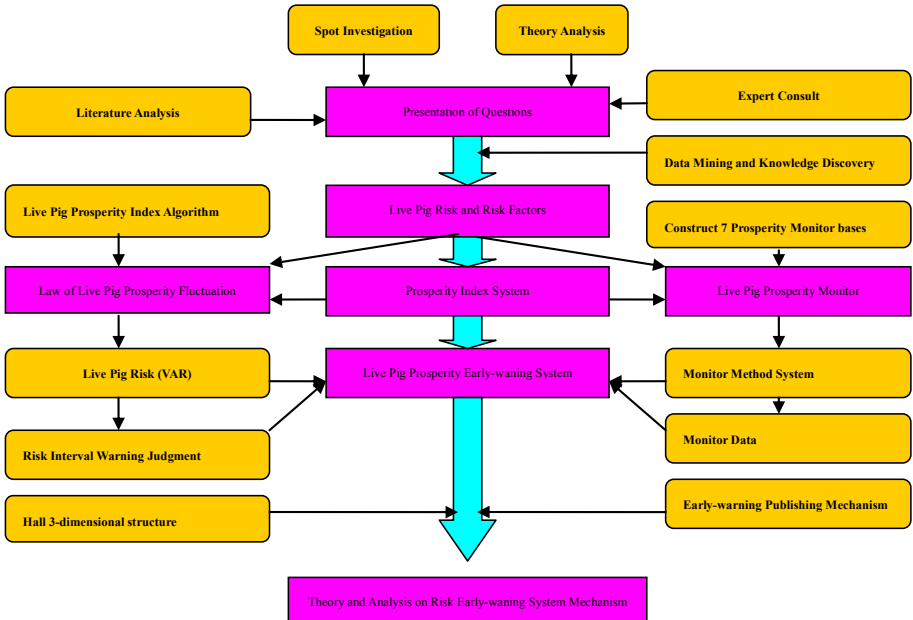 Spot Investigation
Theory Analysis
Literature Analysis
Presentation of Questions
Expert Consult
Data Mining and Knowledge Discovery
Live Pig Prosperity Index Algorithm
Live Pig Risk and Risk Factors
Construct 7 Prosperity Monitor bases
Law of Live Pig Prosperity Fluctuation
Prosperity Index System
Live Pig Prosperity Monitor
Live Pig Risk (VAR)
Live Pig Prosperity Early-waning System
Monitor Method System
Risk Interval Warning Judgment
Monitor Data
Hall 3-dimensional structure
Early-warning Publishing Mechanism
Theory and Analysis on Risk Early-waning System Mechanism